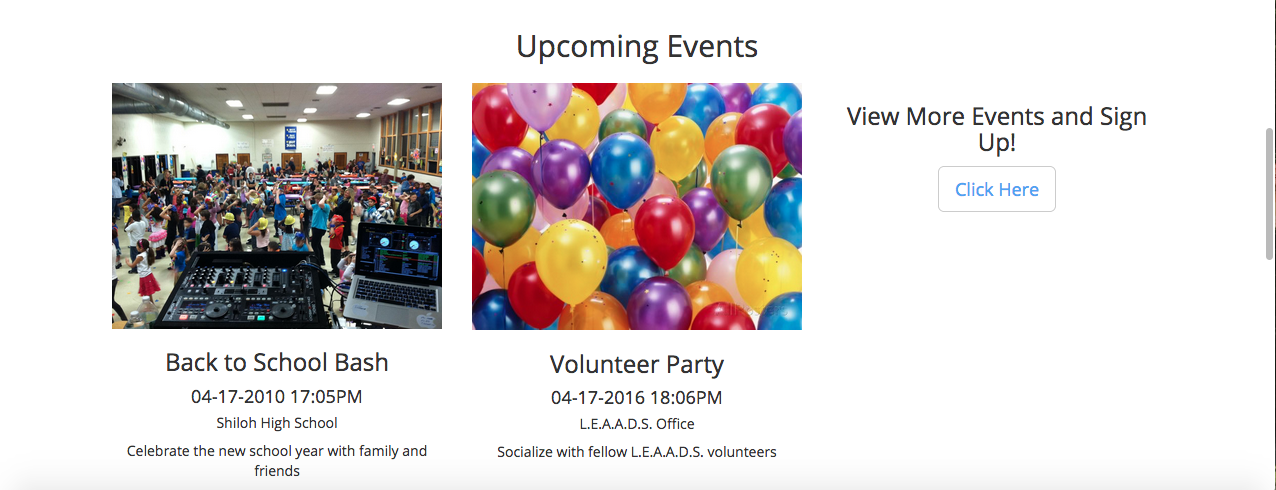 Upcoming Events
View More Events and Sign
Up!
Click Here
Back to School Bash
04-17-2010 17:05PM
Shiloh High School
Celebrate the new school year with family and
friends
Volunteer Party
04-17-2016 18:06PM
L.E.A.A.D.S. Office
Socialize with fellow L.E.A.A.D.S. volunteers